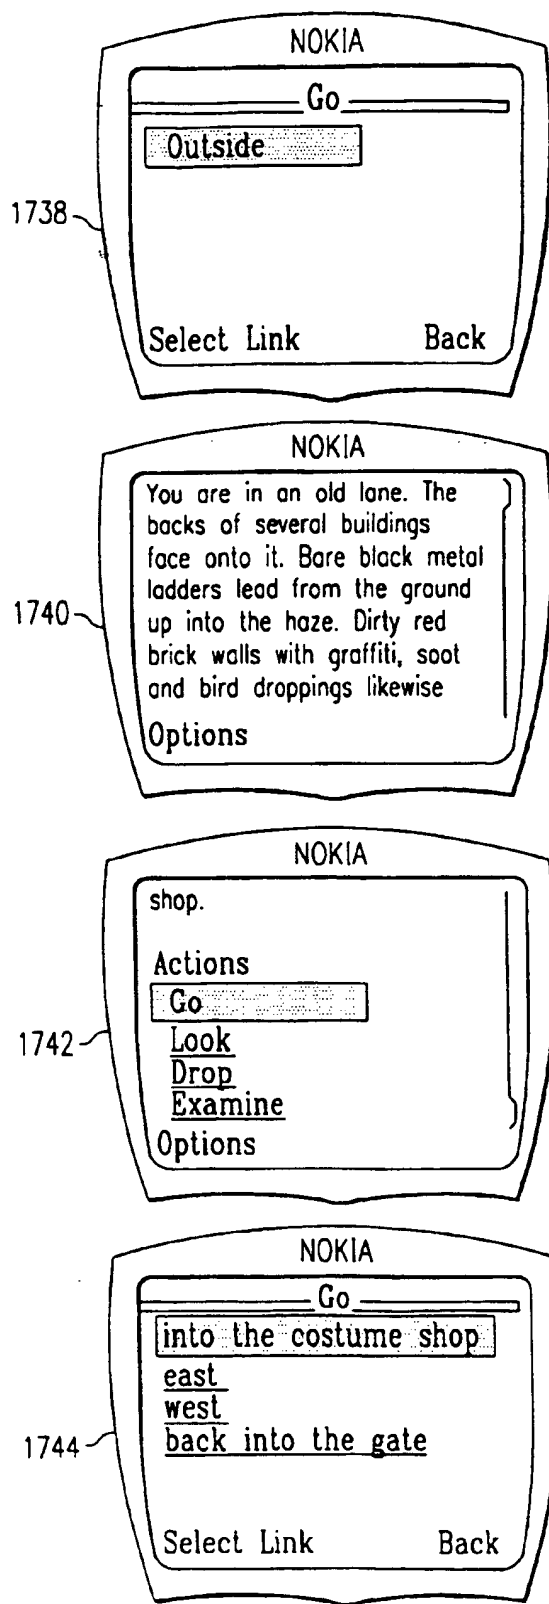 NOKIA
Go
Outside
1738
Select Link Back
NOKIA
You are in an old lane. The
backs of several buildings
face onto it. Bare black metal
ladders lead from the ground
1740
up into the haze. Dirty red
brick walls with graffiti, soot
and bird droppings likewise
Options
NOKIA
shop.
Actions
Go
1742
Look
Drop
Examine
Options
NOKIA
Go
into the costume shop
east
west
back into the gate
1744
Select Link Back